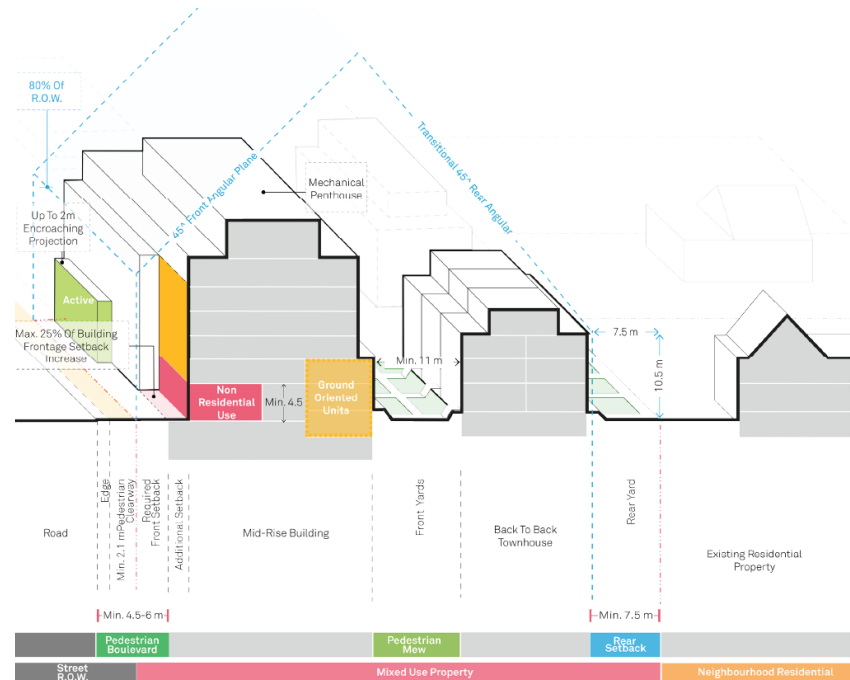 80% Of
R.O.W.
45° Front Angular Plane
Transitional 45° Rear Angular
Mechanical
Penthouse
Up To 2m
Encroaching
Projection
Active
7.5 m
Max. 25% Of Building
Frontage Setback
Increase
Min. 11 m
10.5 m
Non
Residential
Use
Min. 4.5
Ground
Oriented
Units
Road
Edge
Min. 2.1 mPedestrian
Clearway
Required
Front Setback
Additional Setback
Mid-Rise Building
Front Yards
Back To Back
Townhouse
Rear Yard
Existing Residential
Property
Min. 4.5-6 m
Min. 7.5 m
Pedestrian
Boulevard
Pedestrian
Mew
Rear
Setback
Street
R.O.W.
Mixed Use Property
Neighbourhood Residential